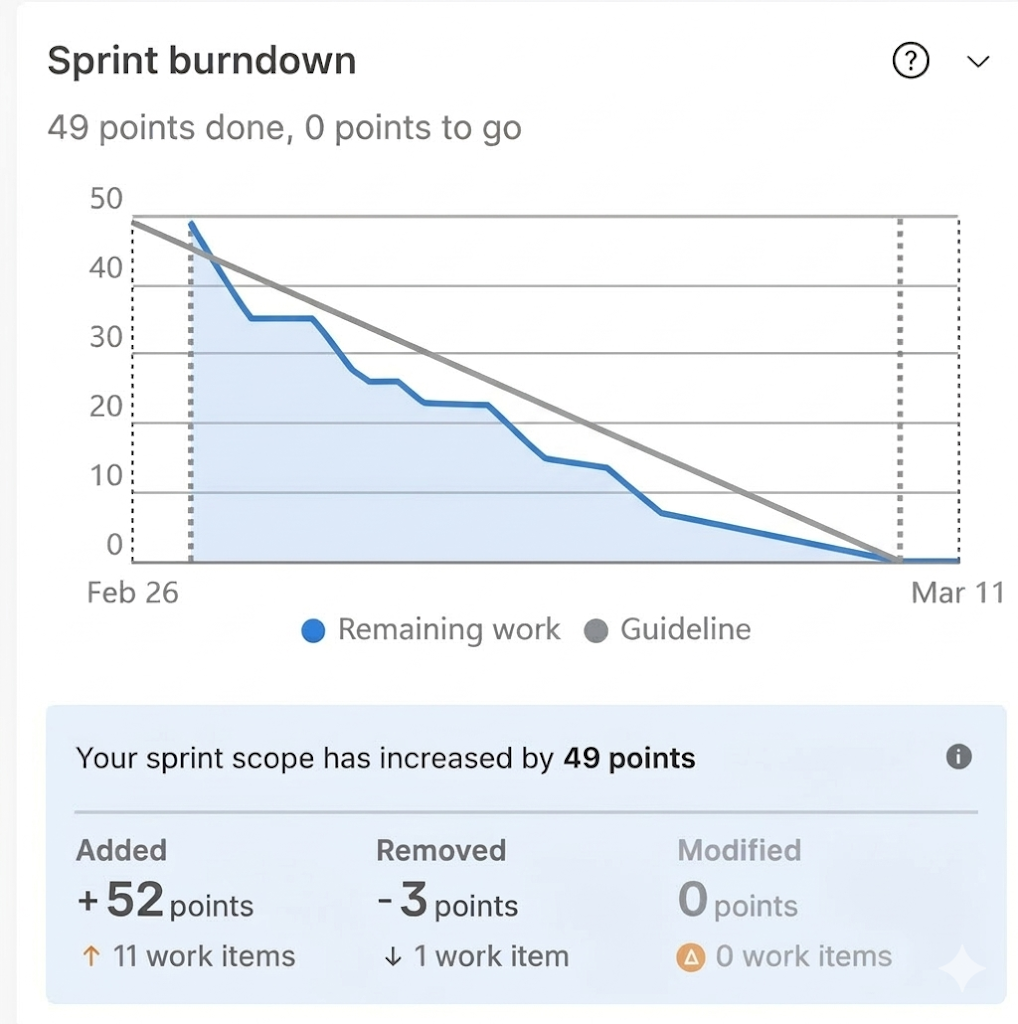 Sprint burndown
?
49 points done, 0 points to go
50
40
30
20
10
0
Feb 26 Mar 11
Remaining work Guideline
Your sprint scope has increased by 49 points
i
Added Removed Modified
+52 points -3 points 0 points
↑ 11 work items ↓ 1 work item 0 work items